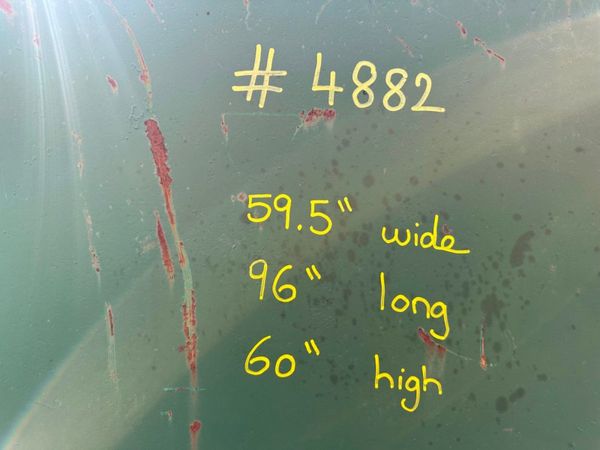 # 4882
59.5" wide
96" long
60" high